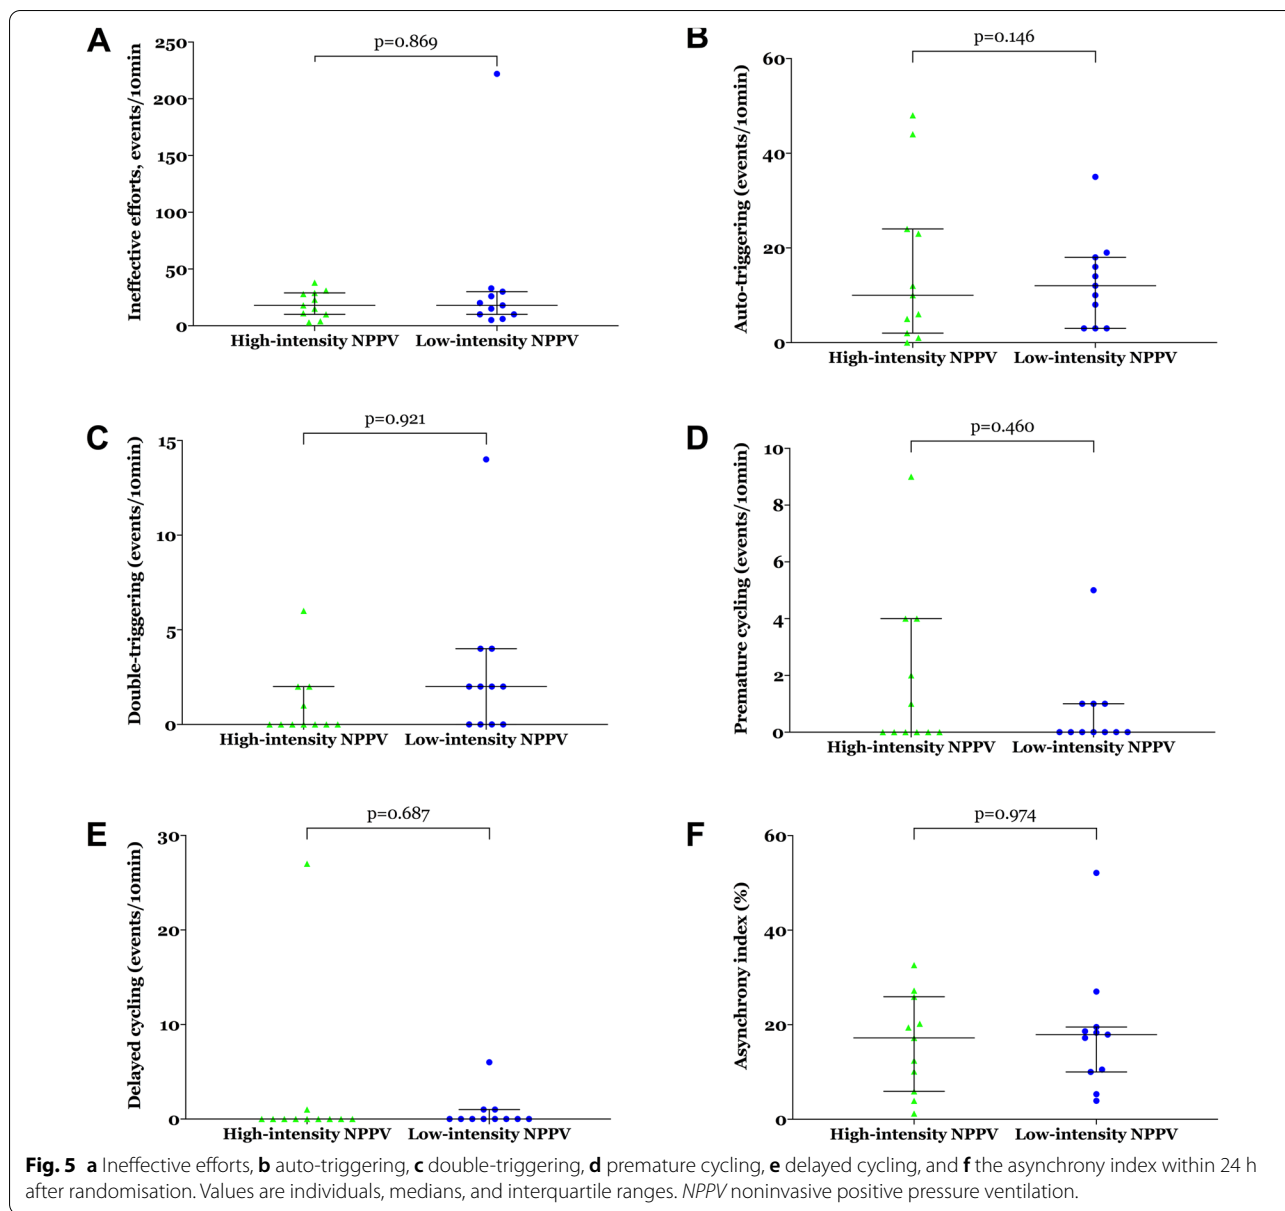 A
p=0.869
Ineffective efforts, events/10min
250
200
150
100
50
0
High-intensity NPPV Low-intensity NPPV
B
p=0.146
Auto-triggering (events/10min)
60
40
20
0
High-intensity NPPV Low-intensity NPPV
C
p=0.921
Double-triggering (events/10min)
15
10
5
0
High-intensity NPPV Low-intensity NPPV
D
p=0.460
Premature cycling (events/10min)
10
8
6
4
2
0
High-intensity NPPV Low-intensity NPPV
E
p=0.687
Delayed cycling (events/10min)
30
20
10
0
High-intensity NPPV Low-intensity NPPV
F
p=0.974
Asynchrony index (%)
60
40
20
0
High-intensity NPPV Low-intensity NPPV
Fig. 5 a Ineffective efforts, b auto-triggering, c double-triggering, d premature cycling, e delayed cycling, and f the asynchrony index within 24 h
after randomisation. Values are individuals, medians, and interquartile ranges. NPPV noninvasive positive pressure ventilation.